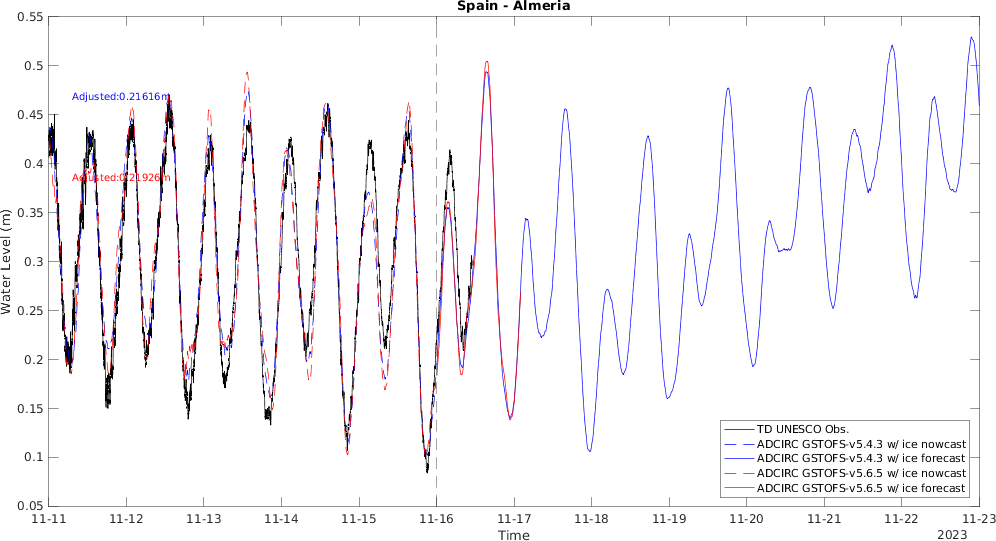 Spain - Almeria
0.55
0.5
0.45
0.4
0.35
0.3
0.25
0.2
0.15
0.1
0.05
Water Level (m)
Adjusted:0.21616m
Adjusted:0.21926m
TD UNESCO Obs.
ADCIRC GSTOFS-v5.4.3 w/ ice nowcast
ADCIRC GSTOFS-v5.4.3 w/ ice forecast
ADCIRC GSTOFS-v5.6.5 w/ ice nowcast
ADCIRC GSTOFS-v5.6.5 w/ ice forecast
11-11 11-12 11-13 11-14 11-15 11-16 11-17 11-18 11-19 11-20 11-21 11-22 11-23
Time
2023